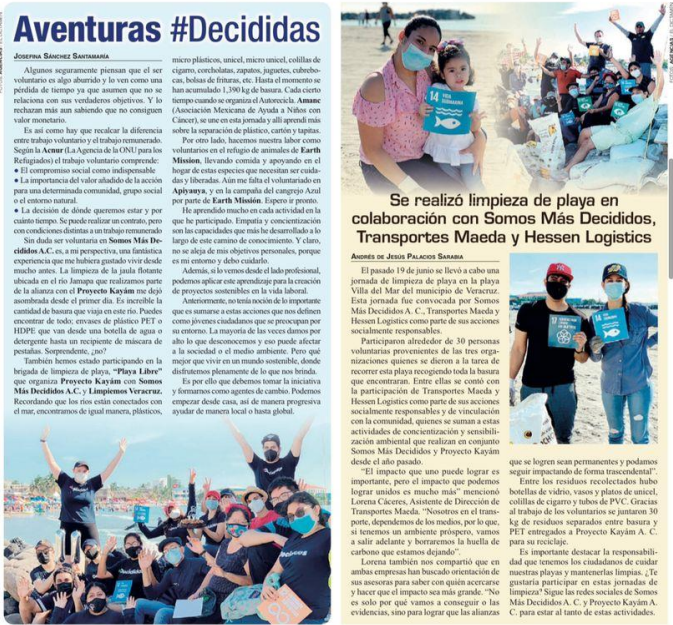 Aventuras #Decididas
JOSEFINA SÁNCHEZ SANTAMARÍA
Algunos seguramente piensan que el ser
voluntario es algo aburrido y lo ven como una
pérdida de tiempo ya que asumen que no se
relaciona con sus verdaderos objetivos. Y lo
rechazan más aun sabiendo que no consiguen
valor monetario.
Es así como hay que recalcar la diferencia
entre trabajo voluntario y el trabajo remunerado.
Según la Acnur (La Agencia de la ONU para los
Refugiados) el trabajo voluntario comprende:
● El compromiso social como indispensable
● La importancia del valor añadido de la acción
para una determinada comunidad, grupo social
o el entorno natural.
● La decisión de dónde queremos estar y por
cuánto tiempo. Se puede realizar un contrato, pero
con condiciones distintas a un trabajo remunerado
Sin duda ser voluntaria en Somos Más De-
cididos A.C. es, a mi perspectiva, una fantástica
experiencia que me hubiera gustado vivir desde
mucho antes. La limpieza de la jaula flotante
ubicada en el río Jamapa que realizamos parte
de la alianza con el Proyecto Kayám me dejó
asombrada desde el primer día. Es increíble la
cantidad de basura que viaja en este río. Puedes
encontrar de todo; envases de plástico PET o
HDPE que van desde una botella de agua o
detergente hasta un recipiente de máscara de
pestañas. Sorprendente, ¿no?
También hemos estado participando en la
brigada de limpieza de playa, "Playa Libre"
que organiza Proyecto Kayám con Somos
Más Decididos A.C. y Limpiemos Veracruz.
Recordando que los ríos están conectados con
el mar, encontramos de igual manera, plásticos,
micro plásticos, unicel, micro unicel, colillas de
cigarro, corcholatas, zapatos, juguetes, cubrebo-
cas, bolsas de frituras, etc. Hasta el momento se
han acumulado 1,390 kg de basura. Cada cierto
tiempo cuando se organiza el Autorecicla. Amanc
(Asociación Mexicana de Ayuda a Niños con
Cáncer), se une en esta jornada y allí aprendí más
sobre la separación de plástico, cartón y tapitas.
Por otro lado, hacemos nuestra labor como
voluntarios en el refugio de animales de Earth
Mission, llevando comida y apoyando en el
hogar de estas especies que necesitan ser cuida-
das y liberadas. Aún me falta el voluntariado en
Apiyauya, y en la campaña del cangrejo Azul
por parte de Earth Missión. Espero ir pronto.
He aprendido mucho en cada actividad en la
que he participado. Empatía y concientización
son las capacidades que más he desarrollado a lo
largo de este camino de conocimiento. Y claro,
no se aleja de mis objetivos personales, porque
es mi entorno y debo cuidarlo.
Además, si lo vemos desde el lado profesional,
podemos aplicar este aprendizaje para la creación
de proyectos sostenibles en la vida laboral.
Anteriormente, no tenía noción de lo importante
que es sumarse a estas acciones que nos definen
como jóvenes ciudadanos que se preocupan por
su entorno. La mayoría de las veces damos por
alto lo que desconocemos y eso puede afectar
a la sociedad o el medio ambiente. Pero qué
mejor que vivir en un mundo sostenible, donde
disfrutemos plenamente de lo que nos brinda.
Es por ello que debemos tomar la iniciativa
y formarnos como agentes de cambio. Podemos
empezar desde casa, así de manera progresiva
ayudar de manera local o hasta global.
Decididos
14 VIDA
SUBMARINA
Se realizó limpieza de playa en
colaboración con Somos Más Decididos,
Transportes Maeda y Hessen Logistics
ANDRÉS DE JESÚS PALACIOS SARABIA
El pasado 19 de junio se llevó a cabo una
jornada de limpieza de playa en la playa
Villa del Mar del municipio de Veracruz.
Esta jornada fue convocada por Somos
Más Decididos A. C., Transportes Maeda y
Hessen Logistics como parte de sus acciones
socialmente responsables.
Participaron alrededor de 30 personas
voluntarias provenientes de las tres orga-
nizaciones quienes se dieron a la tarea de
recorrer esta playa recogiendo toda la basura
que encontraran. Entre ellas se contó con
la participación de Transportes Maeda y
Hessen Logistics como parte de sus acciones
socialmente responsables y de vinculación
con la comunidad, quienes se suman a estas
actividades de concientización y sensibili-
zación ambiental que realizan en conjunto
Somos Más Decididos y Proyecto Kayám
desde el año pasado.
"El impacto que uno puede lograr es
importante, pero el impacto que podemos
lograr unidos es mucho más" mencionó
Lorena Cáceres, Asistente de Dirección de
Transportes Maeda. "Nosotros en el trans-
porte, dependemos de los medios, por lo que,
si tenemos un ambiente próspero, vamos
a salir adelante y borraremos la huella de
carbono que estamos dejando".
Lorena también nos compartió que en
ambas empresas han buscado orientación de
sus asesoras para saber con quién acercarse
y hacer que el impacto sea más grande. "No
es solo por qué vamos a conseguir o las
evidencias, sino para lograr que las alianzas
que se logren sean permanentes y podamos
seguir impactando de forma trascendental".
Entre los residuos recolectados hubo
botellas de vidrio, vasos y platos de unicel,
colillas de cigarro y tubos de PVC. Gracias
al trabajo de los voluntarios se juntaron 30
kg de residuos separados entre basura y
PET entregados a Proyecto Kayám A. C.
para su reciclaje.
Es importante destacar la responsabili-
dad que tenemos los ciudadanos de cuidar
nuestras playas y mantenerlas limpias. ¿Te
gustaría participar en estas jornadas de
limpieza? Sigue las redes sociales de Somos
Más Decididos A. C. y Proyecto Kayám A.
C. para estar al tanto de estas actividades.